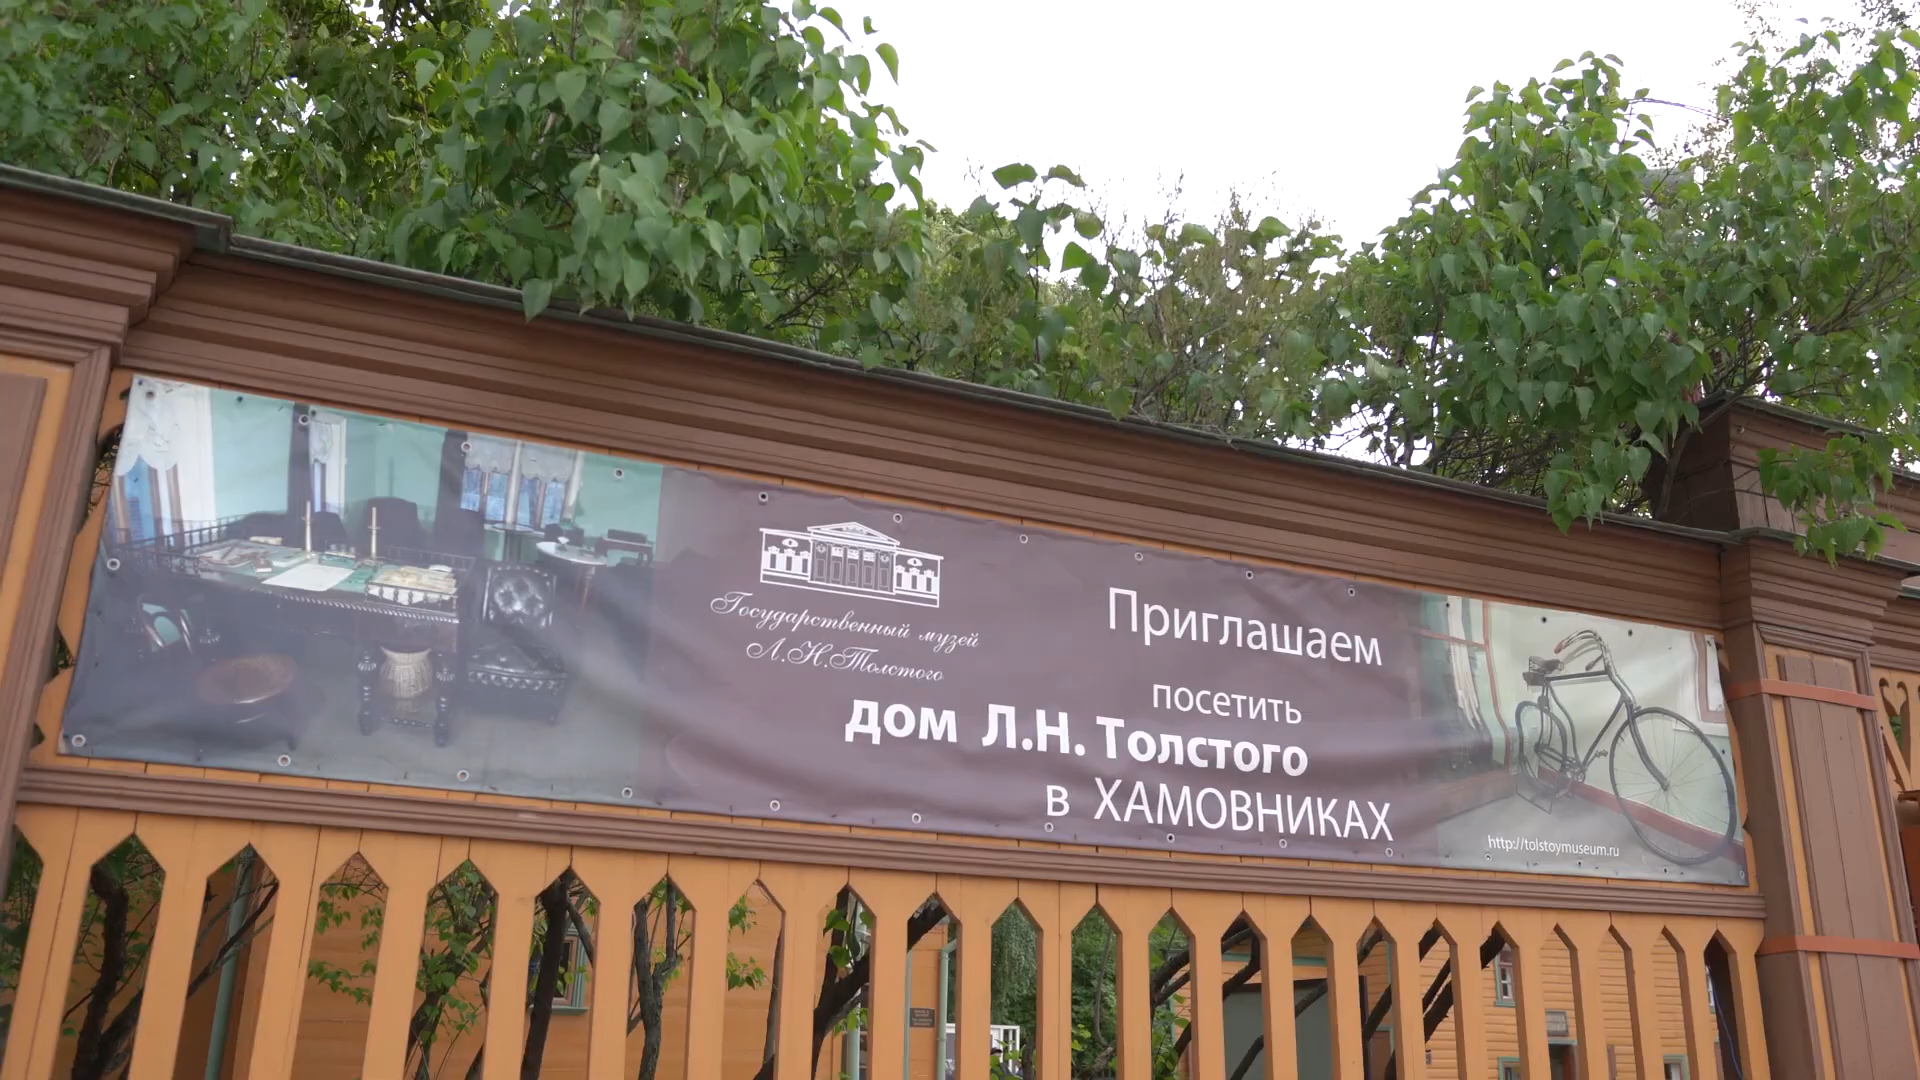 Государственный музей
Л.Н.Толстого
Приглашаем
посетить
дом Л.Н. Толстого
в ХАМОВНИКАХ
http://tolstoymuseum.ru